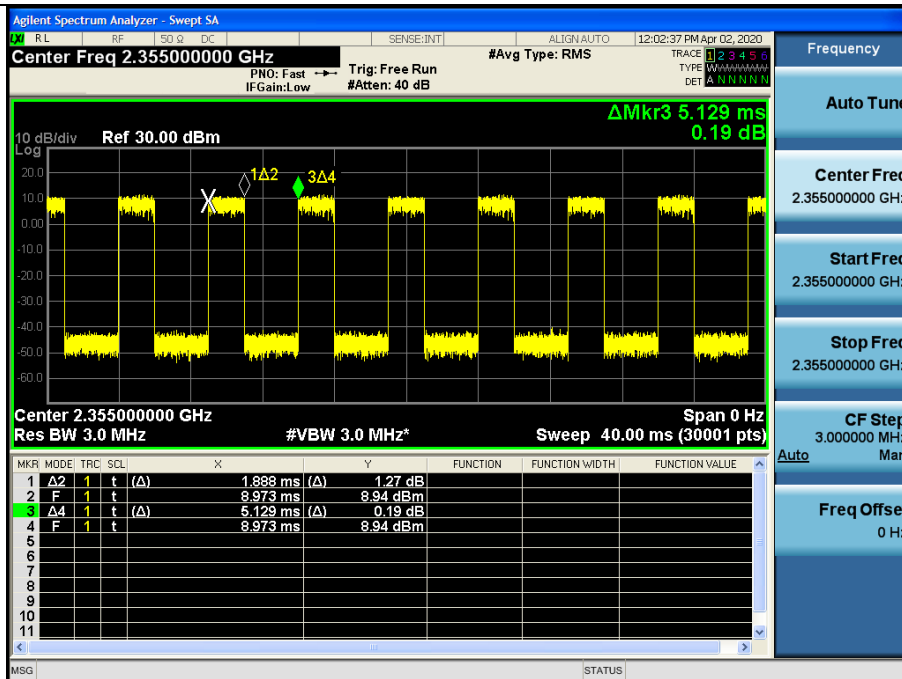 Agilent Spectrum Analyzer - Swept SA
LXI RL RF 50 Ω DC SENSE:INT ALIGN AUTO 12:02:37 PM Apr 02, 2020
Center Freq 2.355000000 GHz #Avg Type: RMS TRACE 1 2 3 4 5 6
PNO: Fast Trig: Free Run TYPE WWWWWW
IFGain:Low #Atten: 40 dB DET A N N N N N
ΔMkr3 5.129 ms
0.19 dB
10 dB/div Ref 30.00 dBm
Log
20.0
10.0
0.00
-10.0
-20.0
-30.0
-40.0
-50.0
-60.0
X 1Δ2 3Δ4
Center 2.355000000 GHz Span 0 Hz
Res BW 3.0 MHz #VBW 3.0 MHz* Sweep 40.00 ms (30001 pts)
MKR MODE TRC SCL X Y FUNCTION FUNCTION WIDTH FUNCTION VALUE
1 Δ2 1 t (Δ) 1.888 ms (Δ) 1.27 dB
2 F 1 t 8.973 ms 8.94 dBm
3 Δ4 1 t (Δ) 5.129 ms (Δ) 0.19 dB
4 F 1 t 8.973 ms 8.94 dBm
5
6
7
8
9
10
11
MSG STATUS
Frequency
Auto Tune
Center Freq
2.355000000 GHz
Start Freq
2.355000000 GHz
Stop Freq
2.355000000 GHz
CF Step
3.000000 MHz
Auto Man
Freq Offset
0 Hz